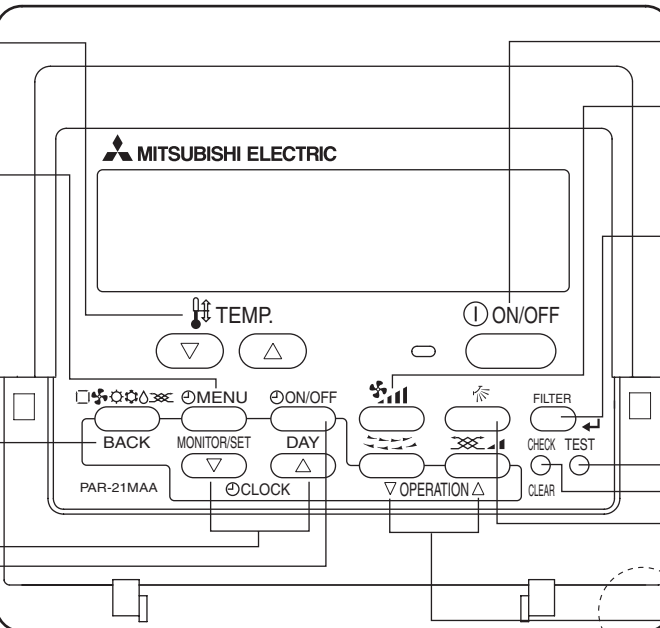 MITSUBISHI ELECTRIC
TEMP.
ON/OFF
MENU
ON/OFF
FILTER
BACK
MONITOR/SET
DAY
CHECK
TEST
PAR-21MAA
CLOCK
OPERATION
CLEAR